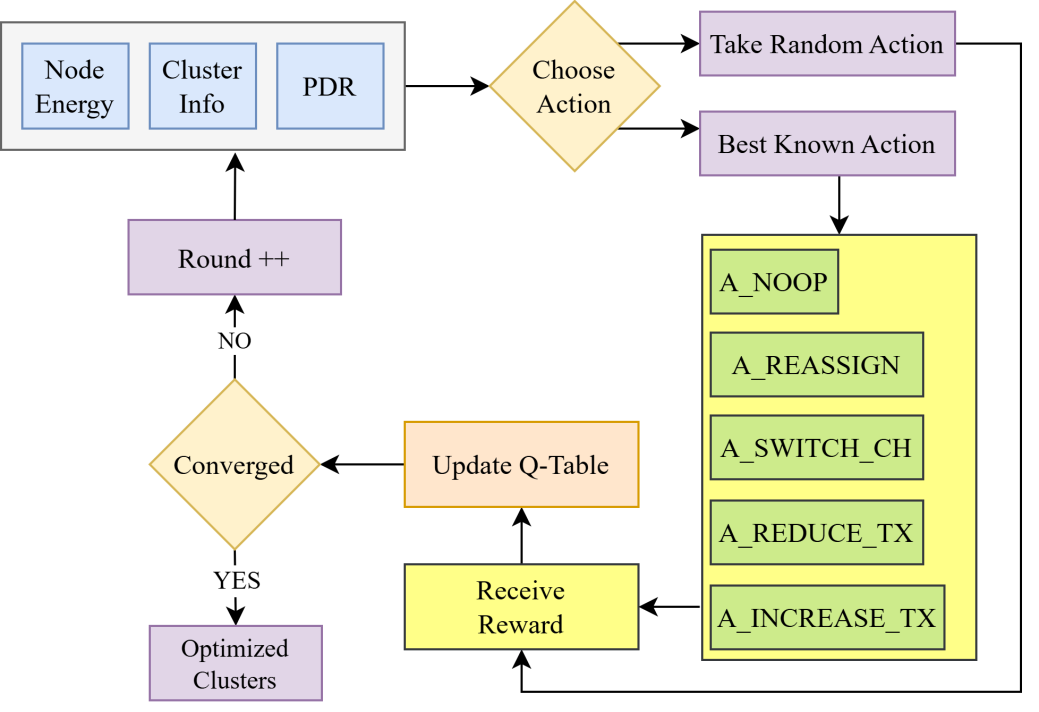 Node
Energy
Cluster
Info
PDR
Choose
Action
Take Random Action
Best Known Action
A_NOOP
A_REASSIGN
A_SWITCH_CH
A_REDUCE_TX
A_INCREASE_TX
Receive
Reward
Update Q-Table
Converged
NO
Round ++
YES
Optimized
Clusters